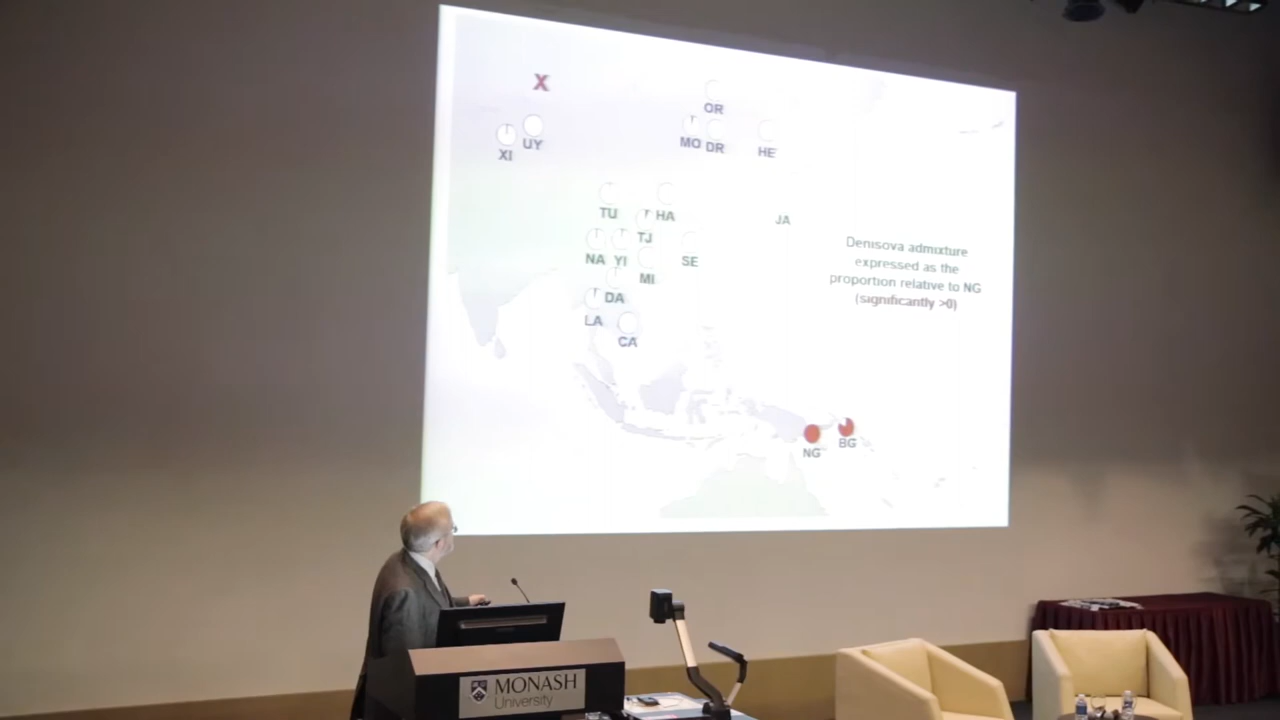 X
OR
XI
UY
MO
DR
HE
TU
HA
JA
TJ
NA
YI
SE
MI
DA
LA
CA
Denisova admixture
expressed as the
proportion relative to NG
(significantly >0)
NG
BG
MONASH
University